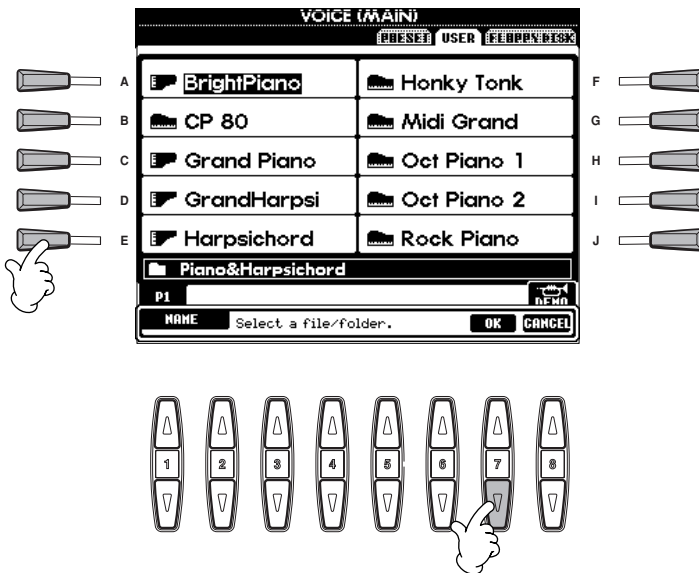 VOICE (MAIN)
PRESET USER FLOPPY DISK
A BrightPiano Honky Tonk F
B CP 80 Midi Grand G
C Grand Piano Oct Piano 1 H
D GrandHarpsi Oct Piano 2 I
E Harpsichord Rock Piano J
Piano&Harpsichord
P1 DEMO
NAME Select a file/folder. OK CANCEL
1 2 3 4 5 6 7 8